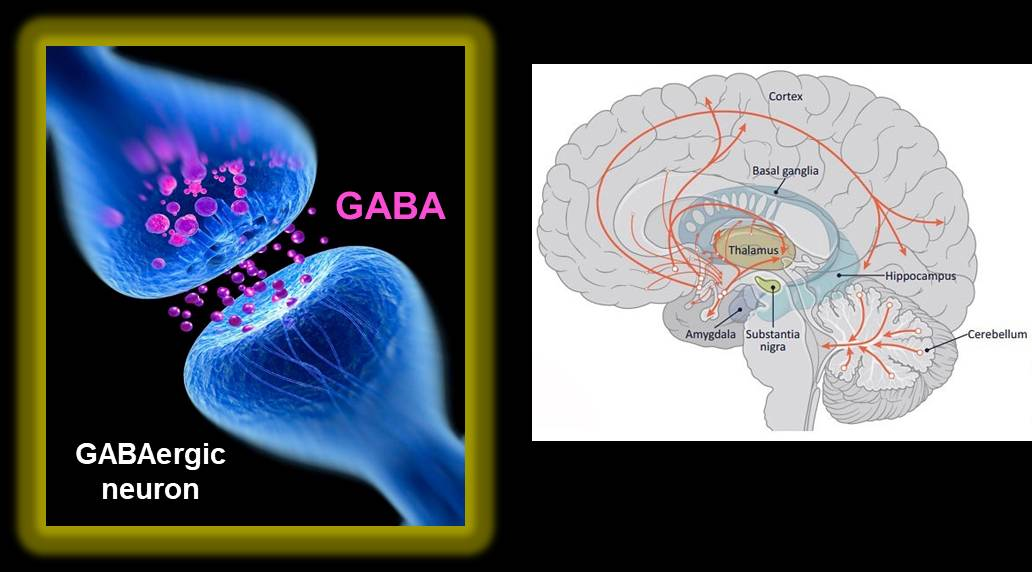 GABA
GABAergic
neuron
Cortex
Basal ganglia
Thalamus
Hippocampus
Amygdala
Substantia
nigra
Cerebellum